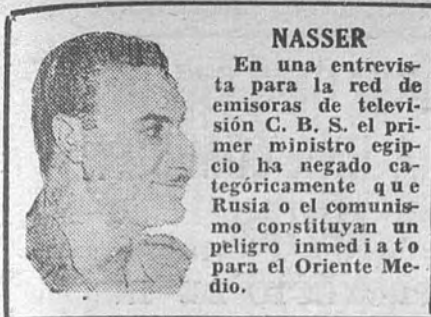 NASSER
En una entrevis-
ta para la red de
emisoras de televi-
sión C. B. S. el pri-
mer ministro egip-
cio ha negado ca-
tegóricamente que
Rusia o el comunis-
mo constituyan un
peligro inmediato
para el Oriente Me-
dio.